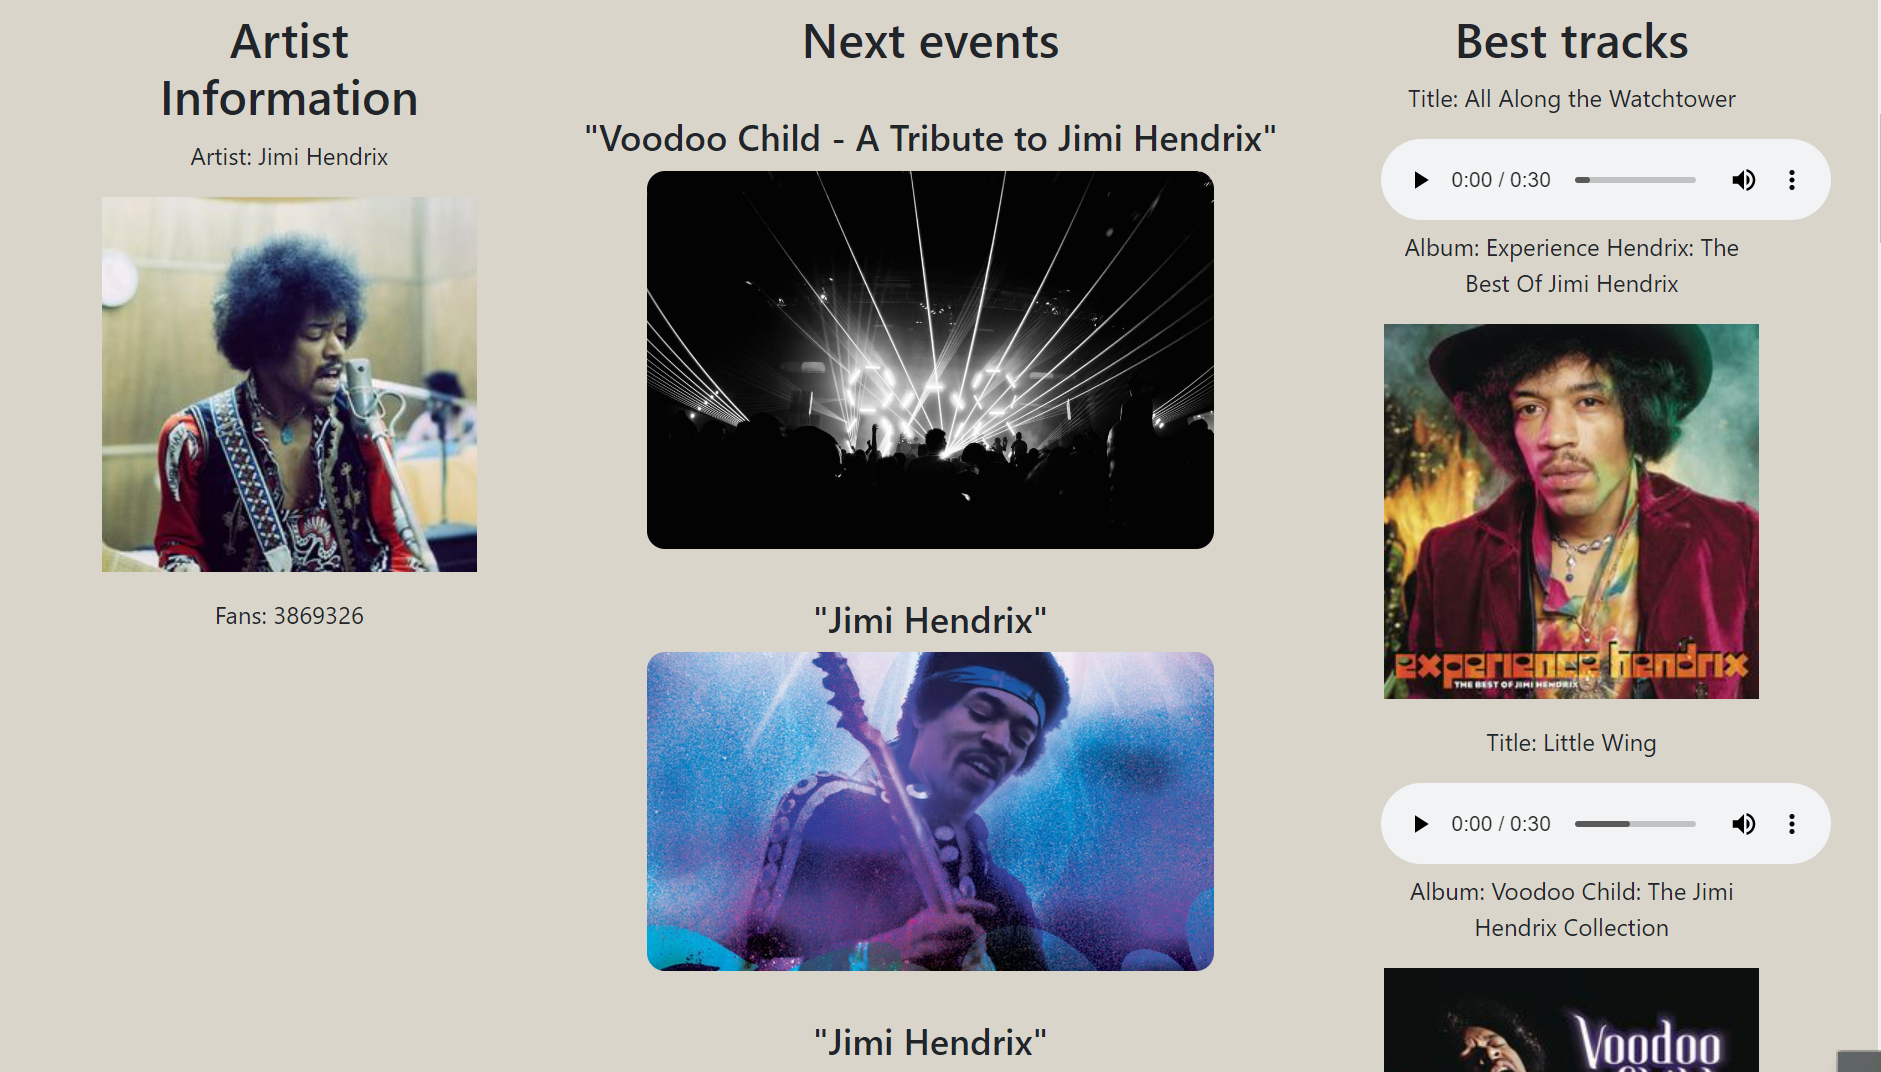 Artist
Information
Artist: Jimi Hendrix
Fans: 3869326
Next events
"Voodoo Child - A Tribute to Jimi Hendrix"
"Jimi Hendrix"
"Jimi Hendrix"
Best tracks
Title: All Along the Watchtower
0:00 / 0:30
Album: Experience Hendrix: The
Best Of Jimi Hendrix
experience hendrix
THE BEST OF JIMI HENDRIX
Title: Little Wing
0:00 / 0:30
Album: Voodoo Child: The Jimi
Hendrix Collection
Voodoo